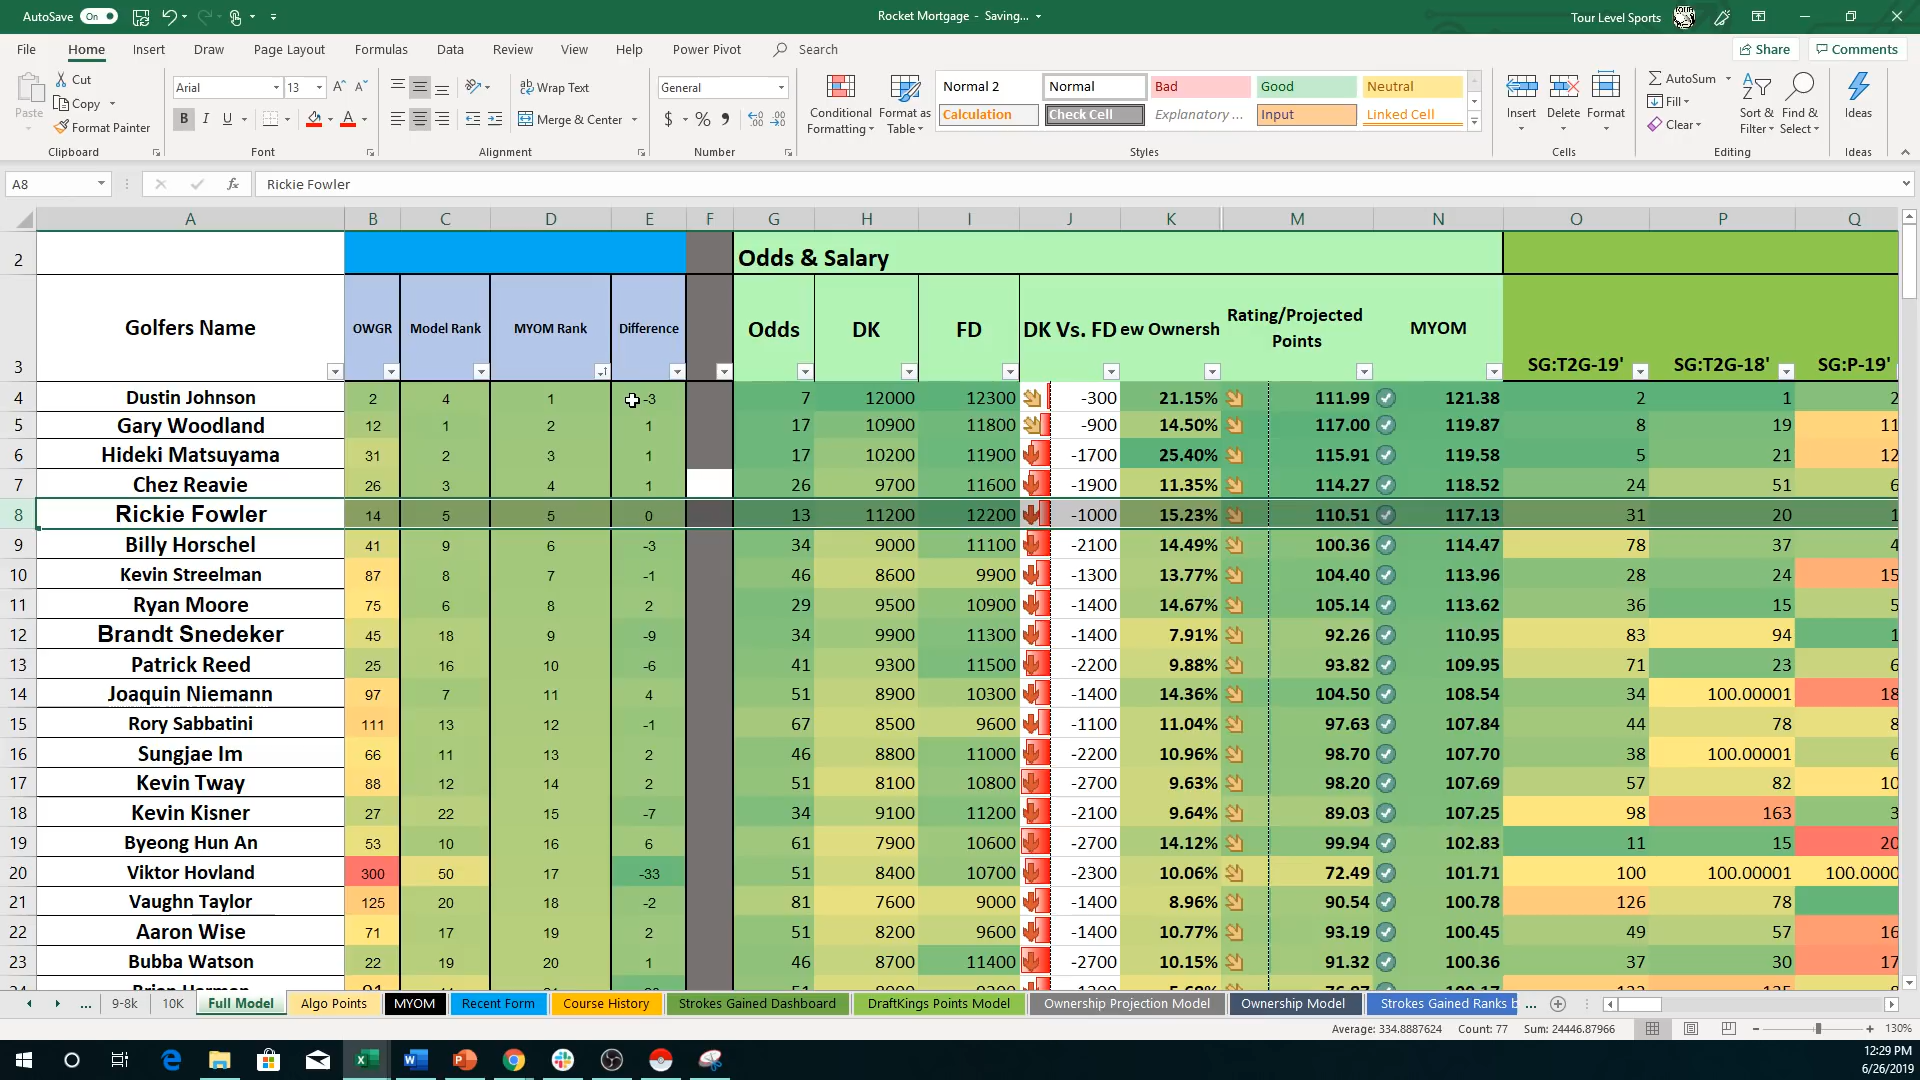 AutoSave On Rocket Mortgage - Saving... Tour Level Sports
File Home Insert Draw Page Layout Formulas Data Review View Help Power Pivot Search Share Comments
Paste Cut Copy Format Painter Clipboard
Arial 13 A A B I U A Font
ab Wrap Text Merge & Center Alignment
General $ % 9 Number
Conditional Formatting Format as Table
Normal 2 Normal Bad Good Neutral
Calculation Check Cell Explanatory ... Input Linked Cell
Styles
Insert Delete Format Cells
AutoSum Fill Clear Sort & Filter Find & Select Editing
Ideas Ideas
A8 fx Rickie Fowler
A B C D E F G H I J K M N O P Q
2 Odds & Salary
3 Golfers Name OWGR Model Rank MYOM Rank Difference Odds DK FD DK Vs. FD ew Ownersh Rating/Projected Points MYOM SG:T2G-19' SG:T2G-18' SG:P-19'
4 Dustin Johnson 2 4 1 -3 7 12000 12300 -300 21.15% 111.99 121.38 2 1 2
5 Gary Woodland 12 1 2 1 17 10900 11800 -900 14.50% 117.00 119.87 8 19 11
6 Hideki Matsuyama 31 2 3 1 17 10200 11900 -1700 25.40% 115.91 119.58 5 21 12
7 Chez Reavie 26 3 4 1 26 9700 11600 -1900 11.35% 114.27 118.52 24 51 6
8 Rickie Fowler 14 5 5 0 13 11200 12200 -1000 15.23% 110.51 117.13 31 20 1
9 Billy Horschel 41 9 6 -3 34 9000 11100 -2100 14.49% 100.36 114.47 78 37 4
10 Kevin Streelman 87 8 7 -1 46 8600 9900 -1300 13.77% 104.40 113.96 28 24 15
11 Ryan Moore 75 6 8 2 29 9500 10900 -1400 14.67% 105.14 113.62 36 15 5
12 Brandt Snedeker 45 18 9 -9 34 9900 11300 -1400 7.91% 92.26 110.95 83 94 1
13 Patrick Reed 25 16 10 -6 41 9300 11500 -2200 9.88% 93.82 109.95 71 23 6
14 Joaquin Niemann 97 7 11 4 51 8900 10300 -1400 14.36% 104.50 108.54 34 100.00001 18
15 Rory Sabbatini 111 13 12 -1 67 8500 9600 -1100 11.04% 97.63 107.84 44 78 8
16 Sungjae Im 66 11 13 2 46 8800 11000 -2200 10.96% 98.70 107.70 38 100.00001 6
17 Kevin Tway 88 12 14 2 51 8100 10800 -2700 9.63% 98.20 107.69 57 82 10
18 Kevin Kisner 27 22 15 -7 34 9100 11200 -2100 9.64% 89.03 107.25 98 163 3
19 Byeong Hun An 53 10 16 6 61 7900 10600 -2700 14.12% 99.94 102.83 11 15 20
20 Viktor Hovland 300 50 17 -33 51 8400 10700 -2300 10.06% 72.49 101.71 100 100.00001 100.0000
21 Vaughn Taylor 125 20 18 -2 81 7600 9000 -1400 8.96% 90.54 100.78 126 78
22 Aaron Wise 71 17 19 2 51 8200 9600 -1400 10.77% 93.19 100.45 49 57 16
23 Bubba Watson 22 19 20 1 46 8700 11400 -2700 10.15% 91.32 100.36 37 30 17
... 9-8k 10K Full Model Algo Points MYOM Recent Form Course History Strokes Gained Dashboard DraftKings Points Model Ownership Projection Model Ownership Model Strokes Gained Ranks b ...
Average: 334.8887624 Count: 77 Sum: 24446.87966 130%
12:29 PM
6/26/2019